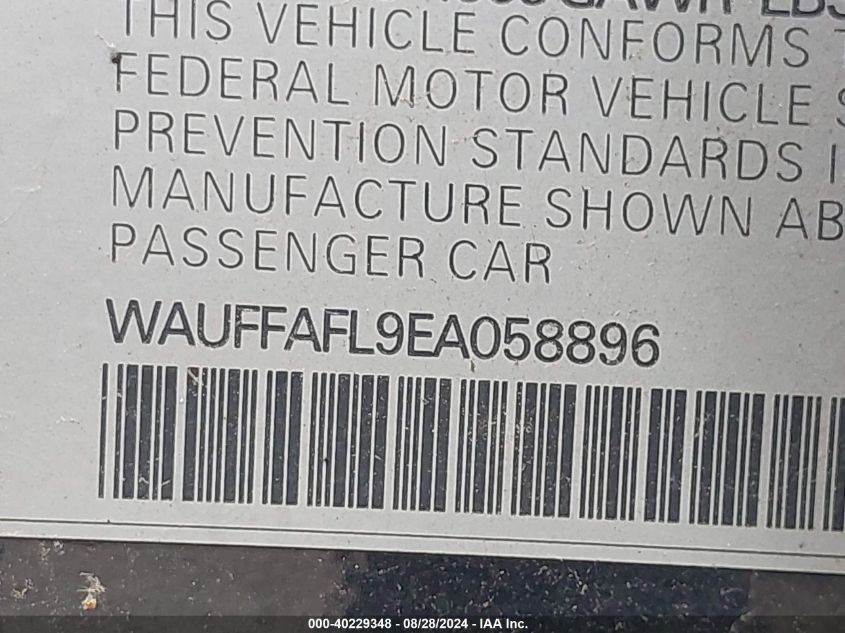 THIS VEHICLE CONFORMS
FEDERAL MOTOR VEHICLE
PREVENTION STANDARDS
MANUFACTURE SHOWN AB
PASSENGER CAR
WAUFFAFL9EA058896
000-40229348 - 08/28/2024 - IAA Inc.